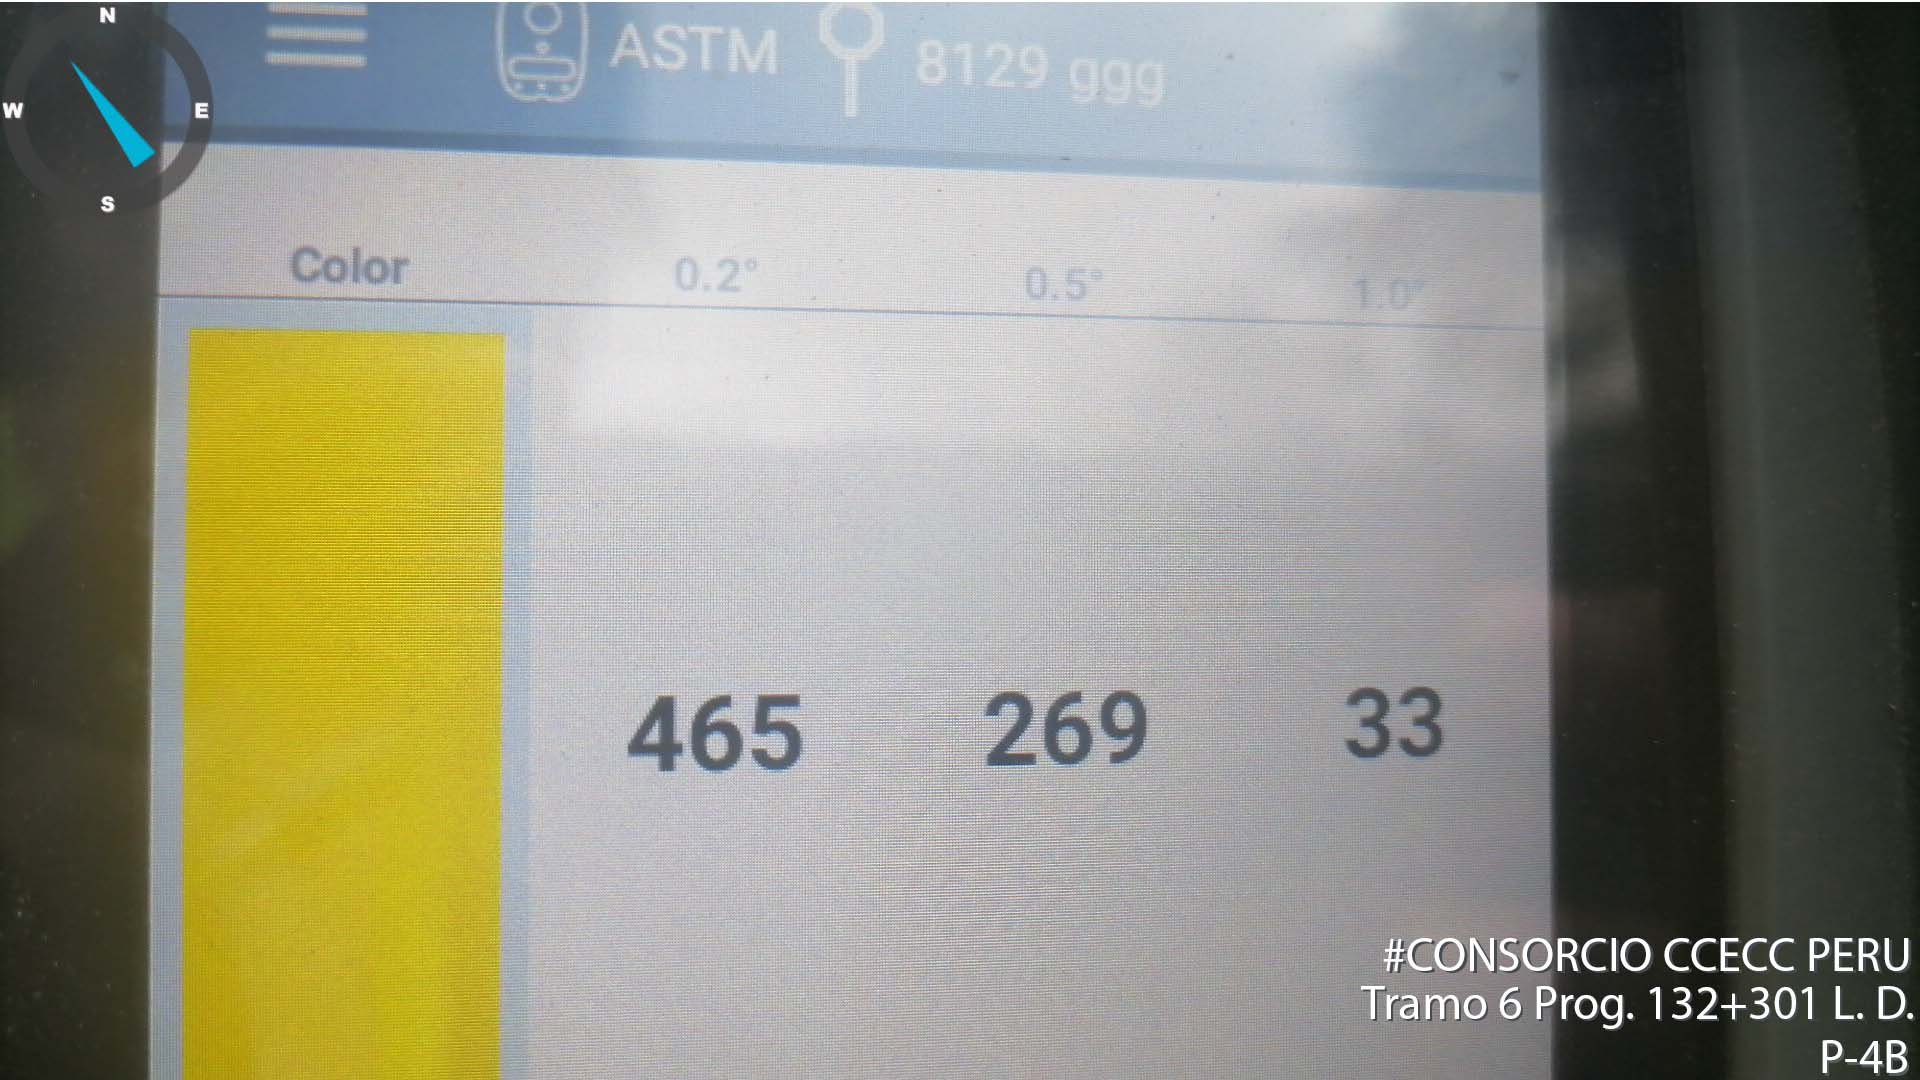 N
W
E
S
ASTM
8129 ggg
Color
0.2°
0.5°
1.0°
465
269
33
#CONSORCIO CCECC PERU
Tramo 6 Prog. 132+301 L. D.
P-4B